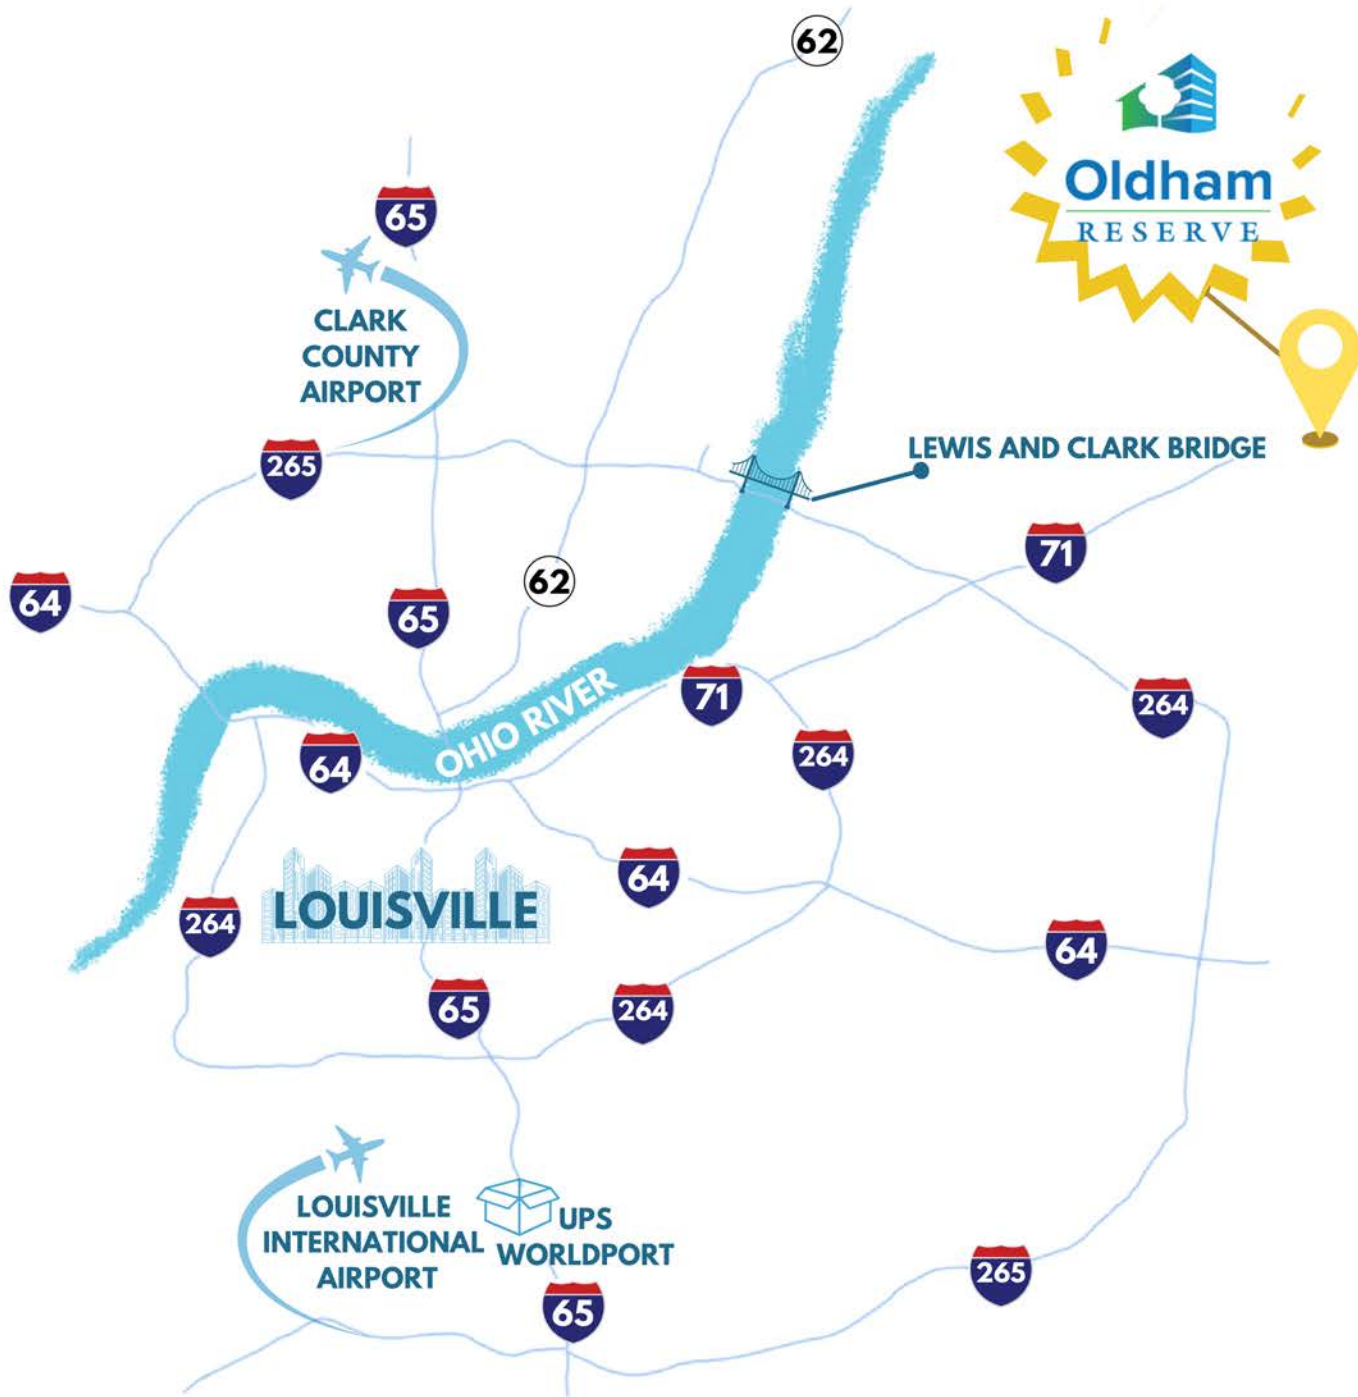 62
Oldham
RESERVE
65
CLARK
COUNTY
AIRPORT
LEWIS AND CLARK BRIDGE
265
71
62
64
65
OHIO RIVER
71
264
264
64
64
LOUISVILLE
264
64
65
264
LOUISVILLE
INTERNATIONAL
AIRPORT
UPS
WORLDPORT
265
65